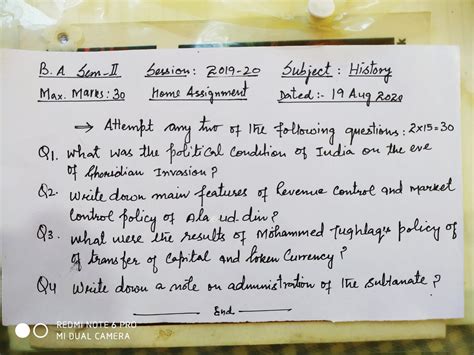 B.A Sem-II Session: 2019-20 Subject: History
Max. Marks: 30 Home Assignment Dated:- 19 Aug 2020
⇒ Attempt any two of the following questions: 2x15=30
Q1. What was the political condition of India on the eve
of Ghoridian Invasion?
Q2. Write down main features of Revenue Control and Market
Control policy of Ala ud. din?
Q3. What were the results of Mohammed Tughlaq's policy of
of transfer of Capital and token Currency?
Q4 Write down a note on administration of the Sultanate?
End
REDMI NOTE 6 PRO
MI DUAL CAMERA